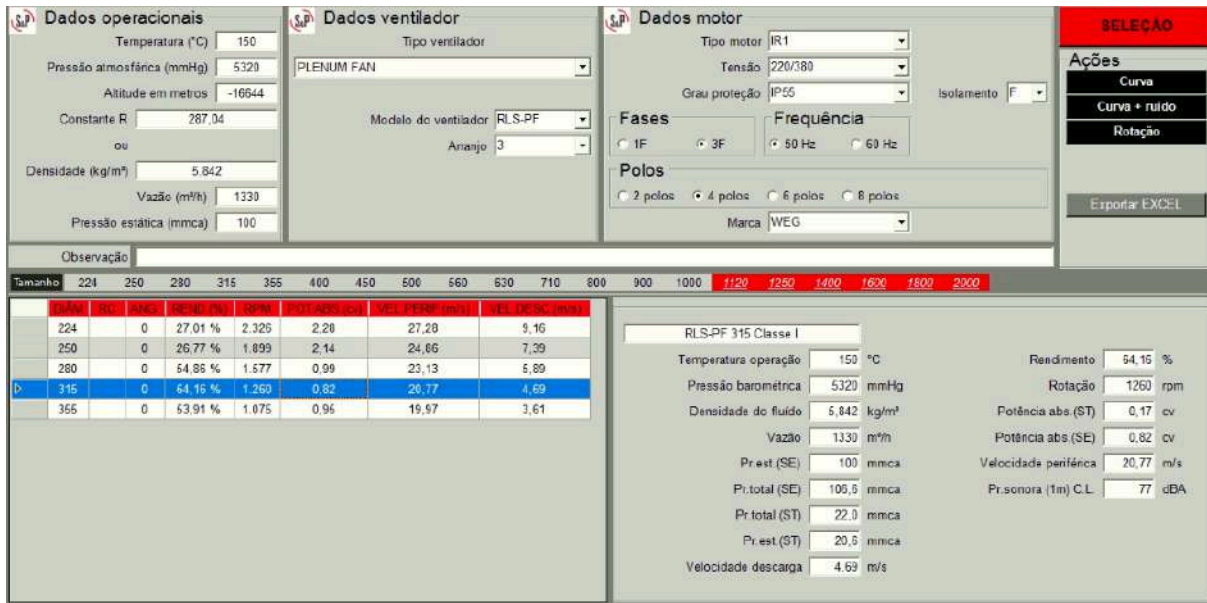 S&P Dados operacionais
Temperatura (°C) 150
Pressão atmosférica (mmHg) 5320
Altitude em metros -16644
Constante R 287,04
ou
Densidade (kg/m³) 5.842
Vazão (m³/h) 1330
Pressão estática (mmca) 100
S&P Dados ventilador
Tipo ventilador
PLENUM FAN
Modelo do ventilador RLS-PF
Arranjo 3
S&P Dados motor
Tipo motor IR1
Tensão 220/380
Grau proteção IP55 Isolamento F
Fases Frequência
1F 3F 50 Hz 60 Hz
Polos
2 polos 4 polos 6 polos 8 polos
Marca WEG
SELEÇÃO
Ações
Curva
Curva + ruído
Rotação
Exportar EXCEL
Observação
Tamanho 224 250 280 315 355 400 450 500 560 630 710 800 900 1000 1120 1250 1400 1600 1800 2000
DIÂM RC ANG REND (%) RPM POT ABS (cv) VEL PERIF (m/s) VEL DESC (m/s)
224 0 27,01 % 2.326 2,28 27,28 9,16
250 0 26,77 % 1.899 2,14 24,86 7,39
280 0 54,86 % 1.577 0,99 23,13 5,89
315 0 64,16 % 1.260 0,82 20,77 4,69
355 0 53,91 % 1.075 0,96 19,97 3,61
RLS-PF 315 Classe I
Temperatura operação 150 °C
Pressão barométrica 5320 mmHg
Densidade do fluído 5,842 kg/m³
Vazão 1330 m³/h
Pr.est.(SE) 100 mmca
Pr.total (SE) 106,6 mmca
Pr.total (ST) 22.0 mmca
Pr.est.(ST) 20,6 mmca
Velocidade descarga 4.69 m/s
Rendimento 64,16 %
Rotação 1260 rpm
Potência abs.(ST) 0,17 cv
Potência abs.(SE) 0,82 cv
Velocidade periférica 20,77 m/s
Pr.sonora (1m) C.L. 77 dBA